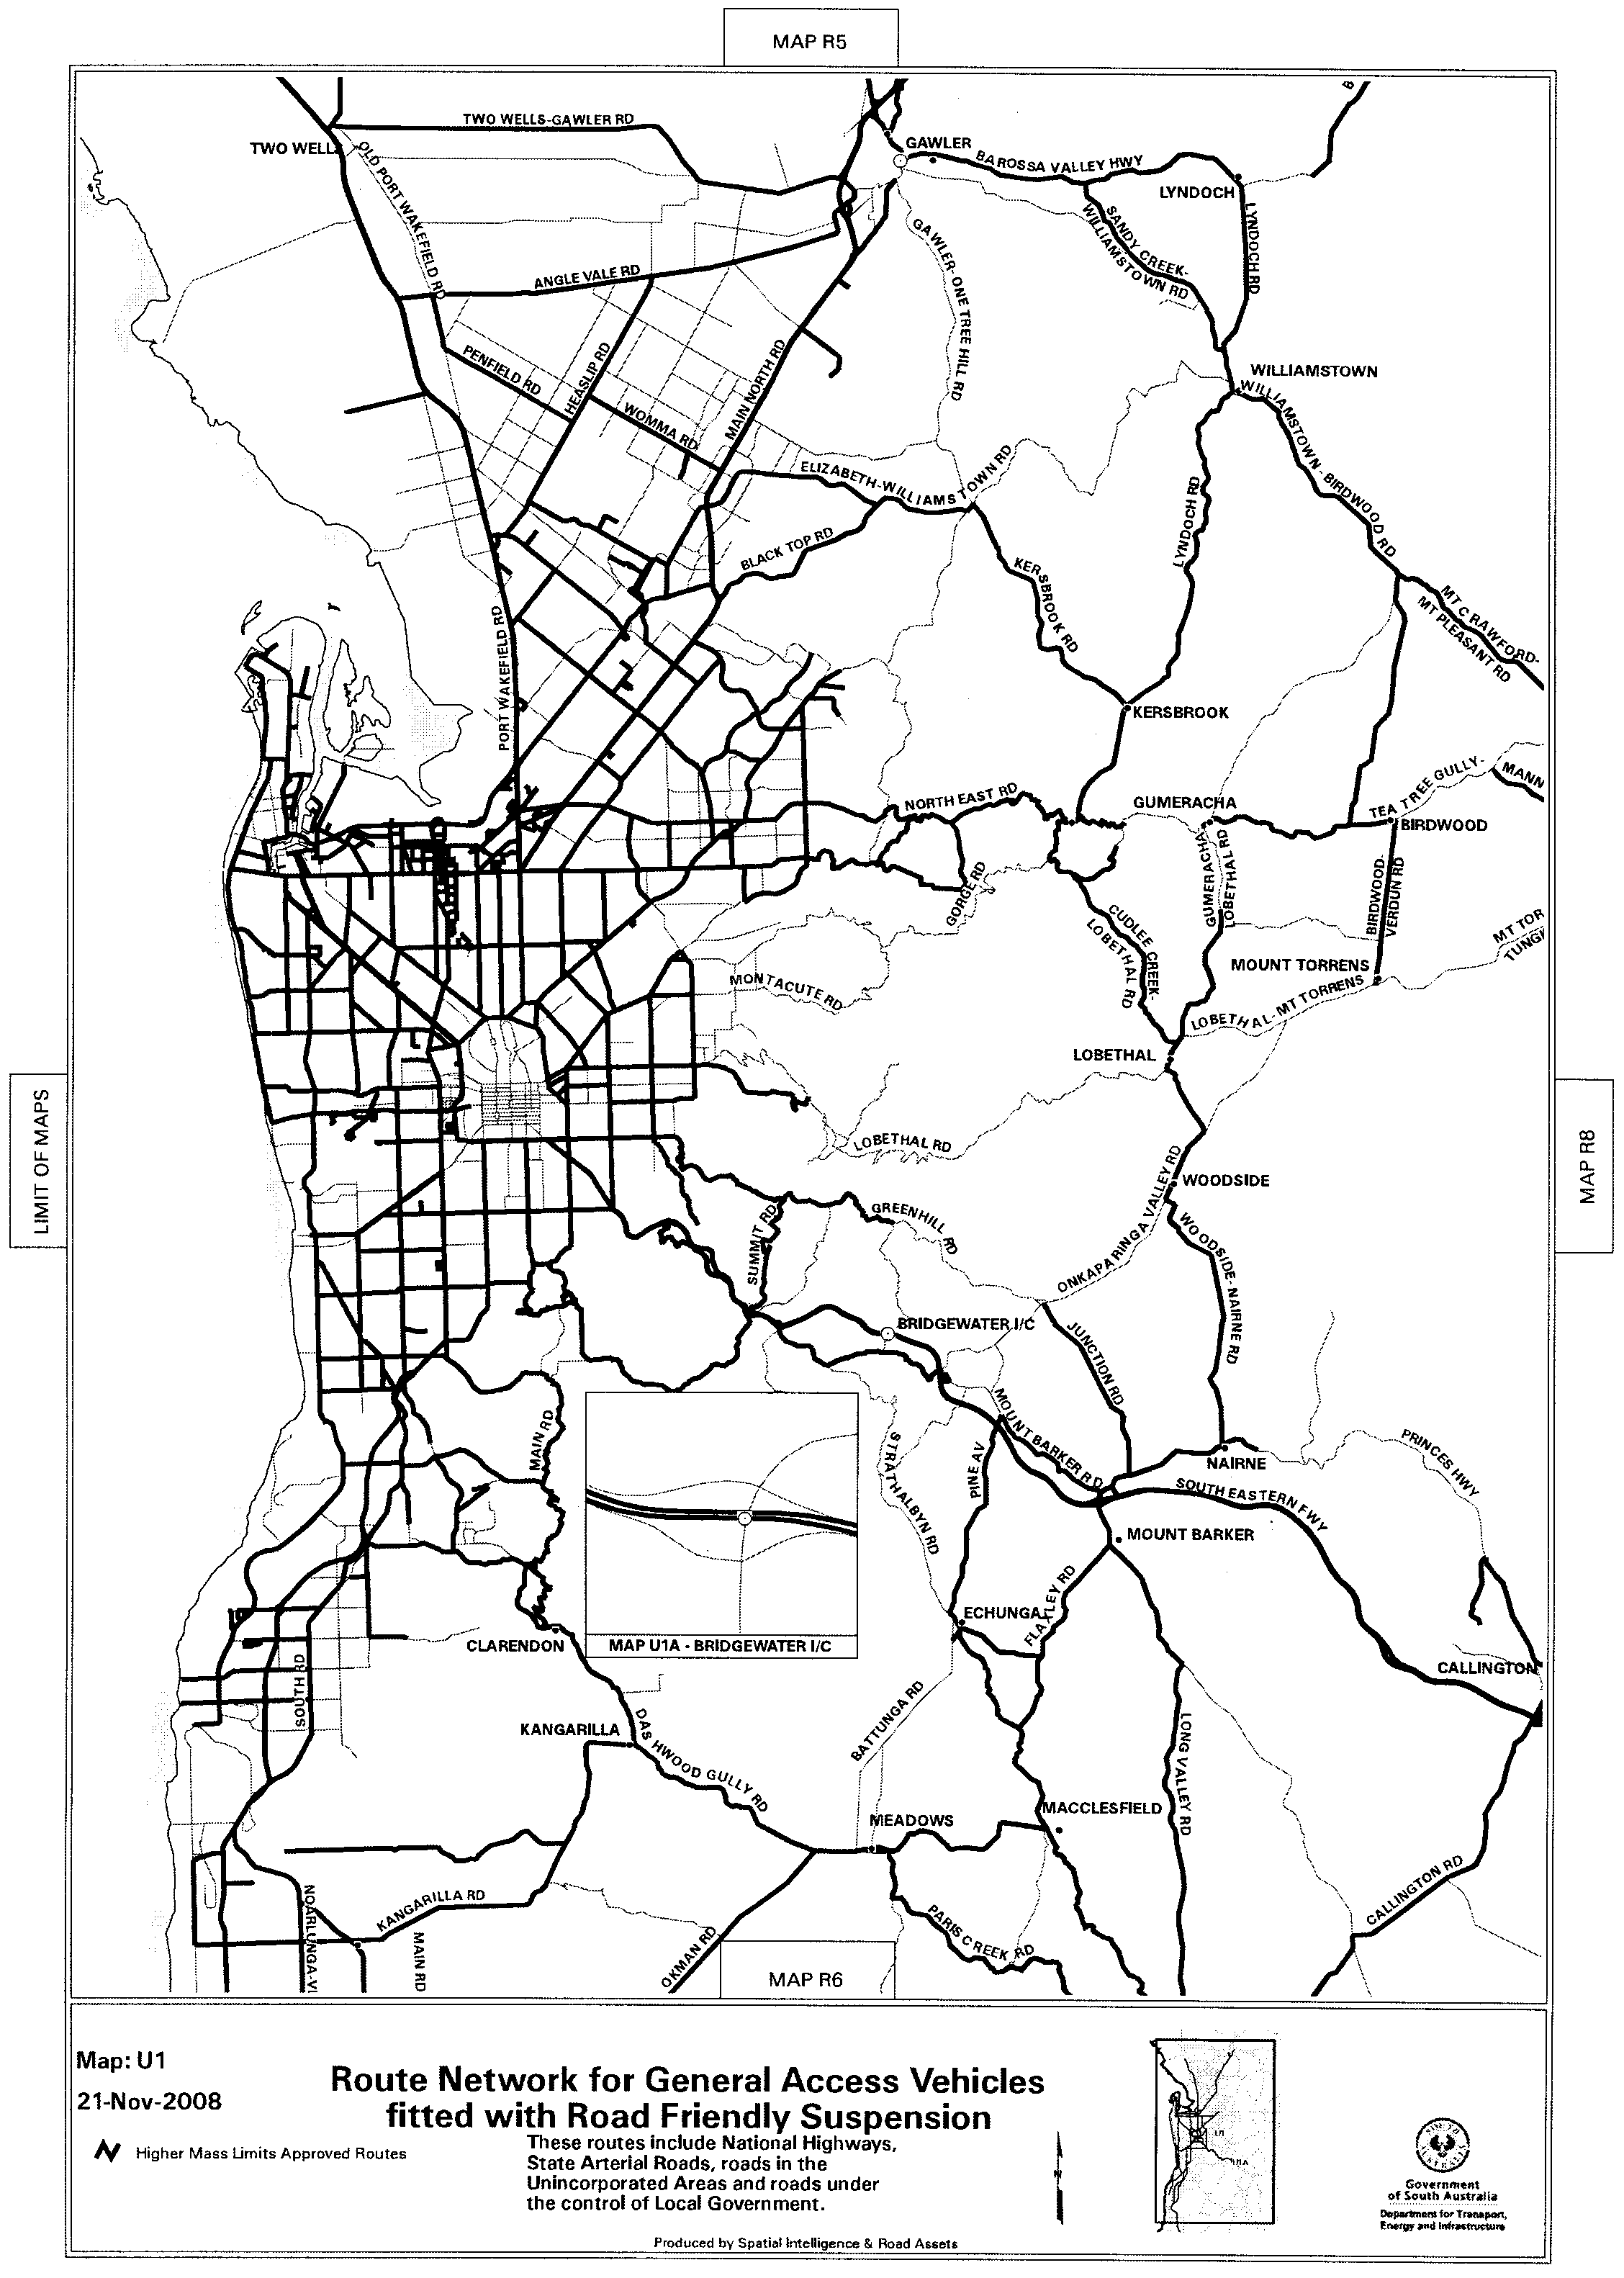 MAP R5
TWO WELLS-GAWLER RD
TWO WELLS
OLD PORT WAKEFIELD RD
GAWLER
BAROSSA VALLEY HWY
LYNDOCH
LYNDOCH RD
SANDY CREEK-
WILLIAMSTOWN RD
GAWLER-ONE TREE HILL RD
ANGLE VALE RD
PENFIELD RD
HEASLIP RD
WOMMA RD
MAIN NORTH RD
WILLIAMSTOWN
WILLIAMSTOWN - BIRDWOOD RD
ELIZABETH-WILLIAMSTOWN RD
LYNDOCH RD
BLACK TOP RD
KERSBROOK RD
MT CRAWFORD-
MT PLEASANT RD
PORT WAKEFIELD RD
KERSBROOK
NORTH EAST RD
GUMERACHA
TEA TREE GULLY-
MANN
BIRDWOOD
GORGE RD
GUMERACHA
LOBETHAL RD
BIRDWOOD
VERDUN RD
CUDLEE CREEK-
LOBETHAL RD
MT TOR
TUNG
MOUNT TORRENS
MONTACUTE RD
LOBETHAL-MT TORRENS
LOBETHAL
LIMIT OF MAPS
MAP R8
LOBETHAL RD
WOODSIDE
ONKAPARINGA VALLEY RD
GREENHILL RD
SUMMIT RD
WOODSIDE-NAIRNE RD
BRIDGEWATER I/C
JUNCTION RD
MOUNT BARKER RD
MAIN RD
STRATHALBYN RD
PINE AV
NAIRNE
PRINCES HWY
SOUTH EASTERN FWY
MOUNT BARKER
ECHUNGA
FLAXLEY RD
CLARENDON
MAP U1A - BRIDGEWATER I/C
CALLINGTON
SOUTH RD
KANGARILLA
DASHWOOD GULLY RD
BATTUNGA RD
LONG VALLEY RD
MEADOWS
MACCLESFIELD
NOARLUNGA-VI
KANGARILLA RD
MAIN RD
CALLINGTON RD
PARIS CREEK RD
OKMAN RD
MAP R6
Map: U1
21-Nov-2008
Higher Mass Limits Approved Routes
Route Network for General Access Vehicles
fitted with Road Friendly Suspension
These routes include National Highways,
State Arterial Roads, roads in the
Unincorporated Areas and roads under
the control of Local Government.
N
U1
U1A
Government
of South Australia
Department for Transport,
Energy and Infrastructure
Produced by Spatial Intelligence & Road Assets